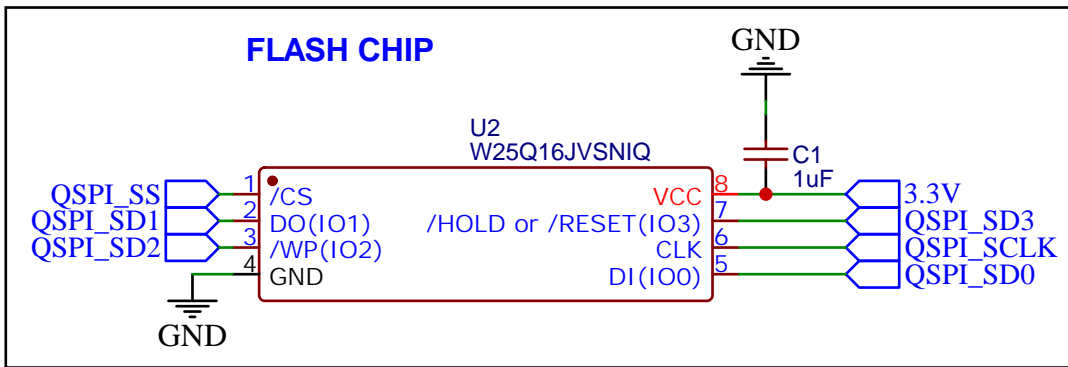 FLASH CHIP
GND
U2
W25Q16JVSNIQ
C1
1uF
QSPI_SS 1 /CS VCC 8 3.3V
QSPI_SD1 2 DO(IO1) /HOLD or /RESET(IO3) 7 QSPI_SD3
QSPI_SD2 3 /WP(IO2) CLK 6 QSPI_SCLK
4 GND DI(IO0) 5 QSPI_SD0
GND